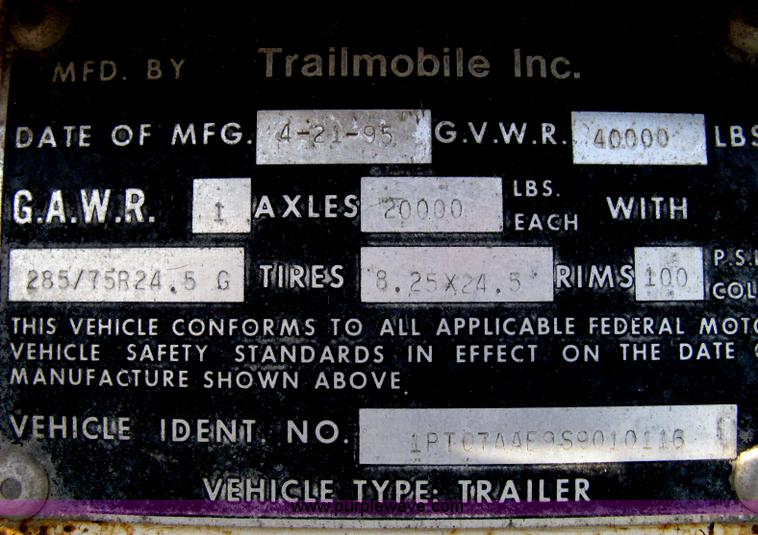 MFD. BY Trailmobile Inc.
DATE OF MFG. 4-21-95 G.V.W.R. 40000 LBS
G.A.W.R. 1 AXLES 20000 LBS. EACH WITH
285/75R24.5 G TIRES 8.25X24.5 RIMS 100 P.S.I. COL
THIS VEHICLE CONFORMS TO ALL APPLICABLE FEDERAL MOTO
VEHICLE SAFETY STANDARDS IN EFFECT ON THE DATE O
MANUFACTURE SHOWN ABOVE
VEHICLE IDENT. NO.
VEHICLE TYPE: TRAILER
www.purplewave.com